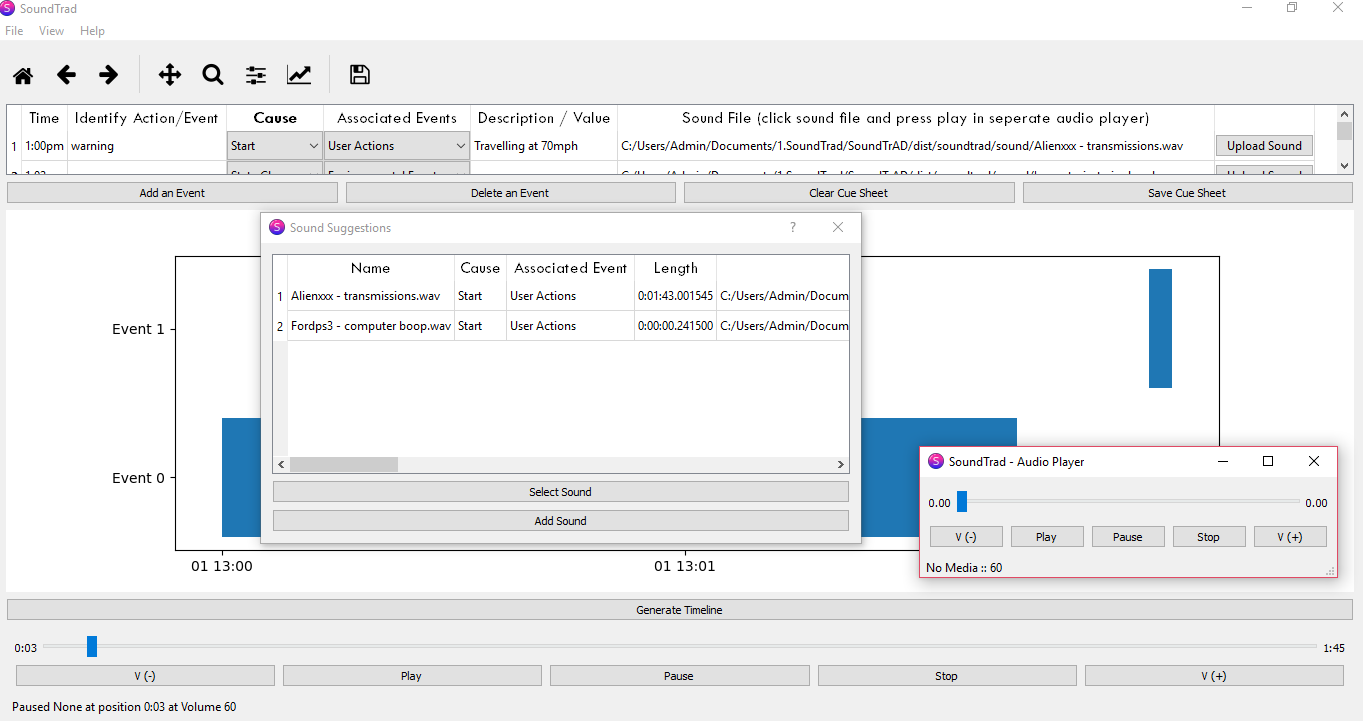 SoundTrad
File View Help
Time Identify Action/Event Cause Associated Events Description / Value Sound File (click sound file and press play in seperate audio player)
1 1:00pm warning Start User Actions Travelling at 70mph C:/Users/Admin/Documents/1.SoundTrad/SoundTrAD/dist/soundtrad/sound/Alienxxx - transmissions.wav Upload Sound
Add an Event Delete an Event Clear Cue Sheet Save Cue Sheet
S Sound Suggestions ?
Name Cause Associated Event Length
1 Alienxxx - transmissions.wav Start User Actions 0:01:43.001545 C:/Users/Admin/Docum
2 Fordps3 - computer boop.wav Start User Actions 0:00:00.241500 C:/Users/Admin/Docum
Select Sound
Add Sound
Event 1
Event 0
01 13:00 01 13:01
S SoundTrad - Audio Player
0.00 0.00
V (-) Play Pause Stop V (+)
No Media :: 60
Generate Timeline
0:03 1:45
V (-) Play Pause Stop V (+)
Paused None at position 0:03 at Volume 60